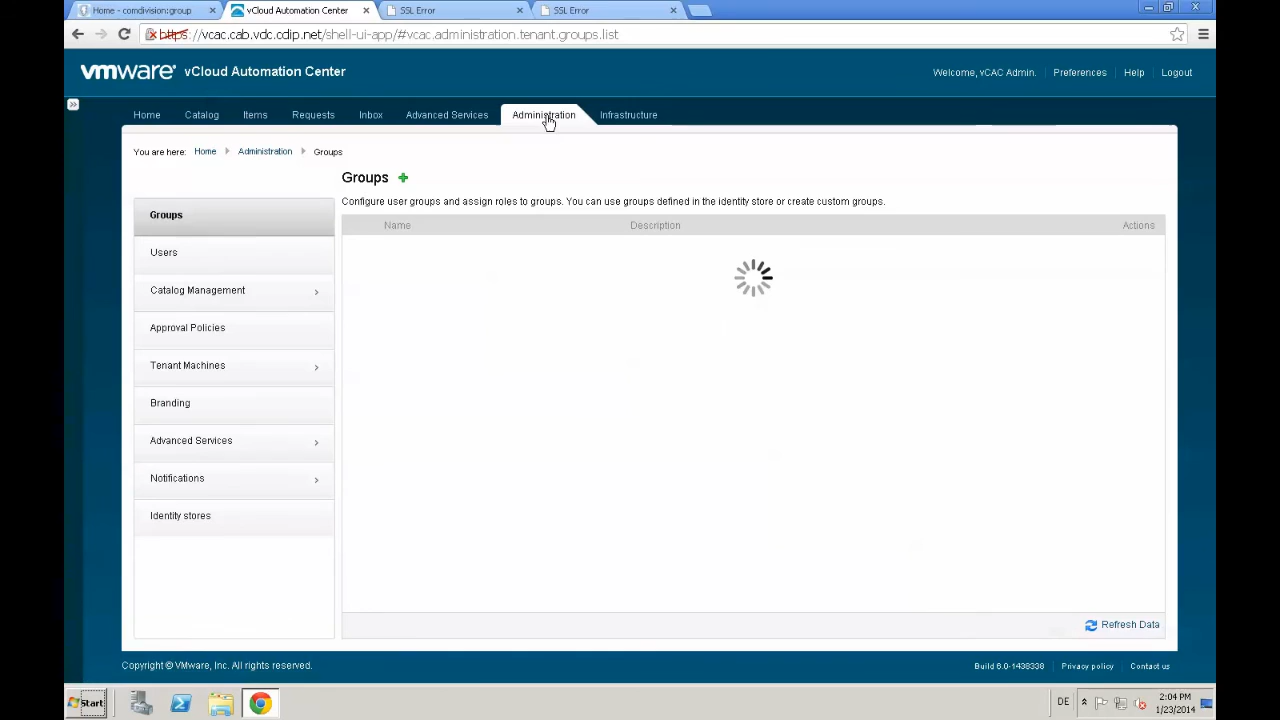 Home - comdivision:group
vCloud Automation Center
SSL Error
SSL Error
https://vcac.cab.vdc.cdip.net/shell-ui-app/#vcac.administration.tenant.groups.list
vmware vCloud Automation Center
Welcome, vCAC Admin. Preferences Help Logout
Home Catalog Items Requests Inbox Advanced Services Administration Infrastructure
You are here: Home Administration Groups
Groups
Configure user groups and assign roles to groups. You can use groups defined in the identity store or create custom groups.
Name Description Actions
Groups
Users
Catalog Management
Approval Policies
Tenant Machines
Branding
Advanced Services
Notifications
Identity stores
Refresh Data
Copyright © VMware, Inc. All rights reserved.
Build 6.0-1438338 Privacy policy Contact us
Start
DE
2:04 PM
1/23/2014